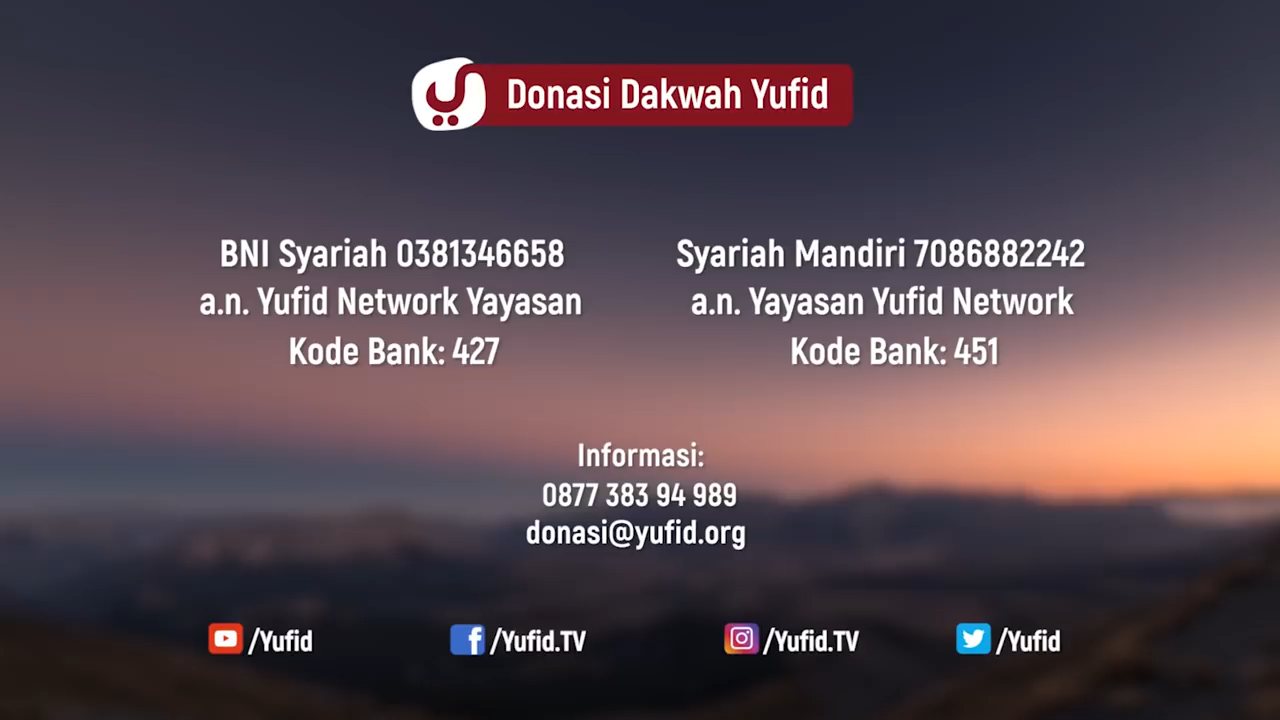 Donasi Dakwah Yufid
BNI Syariah 0381346658
a.n. Yufid Network Yayasan
Kode Bank: 427
Syariah Mandiri 7086882242
a.n. Yayasan Yufid Network
Kode Bank: 451
Informasi:
0877 383 94 989
donasi@yufid.org
/Yufid
/Yufid.TV
/Yufid.TV
/Yufid